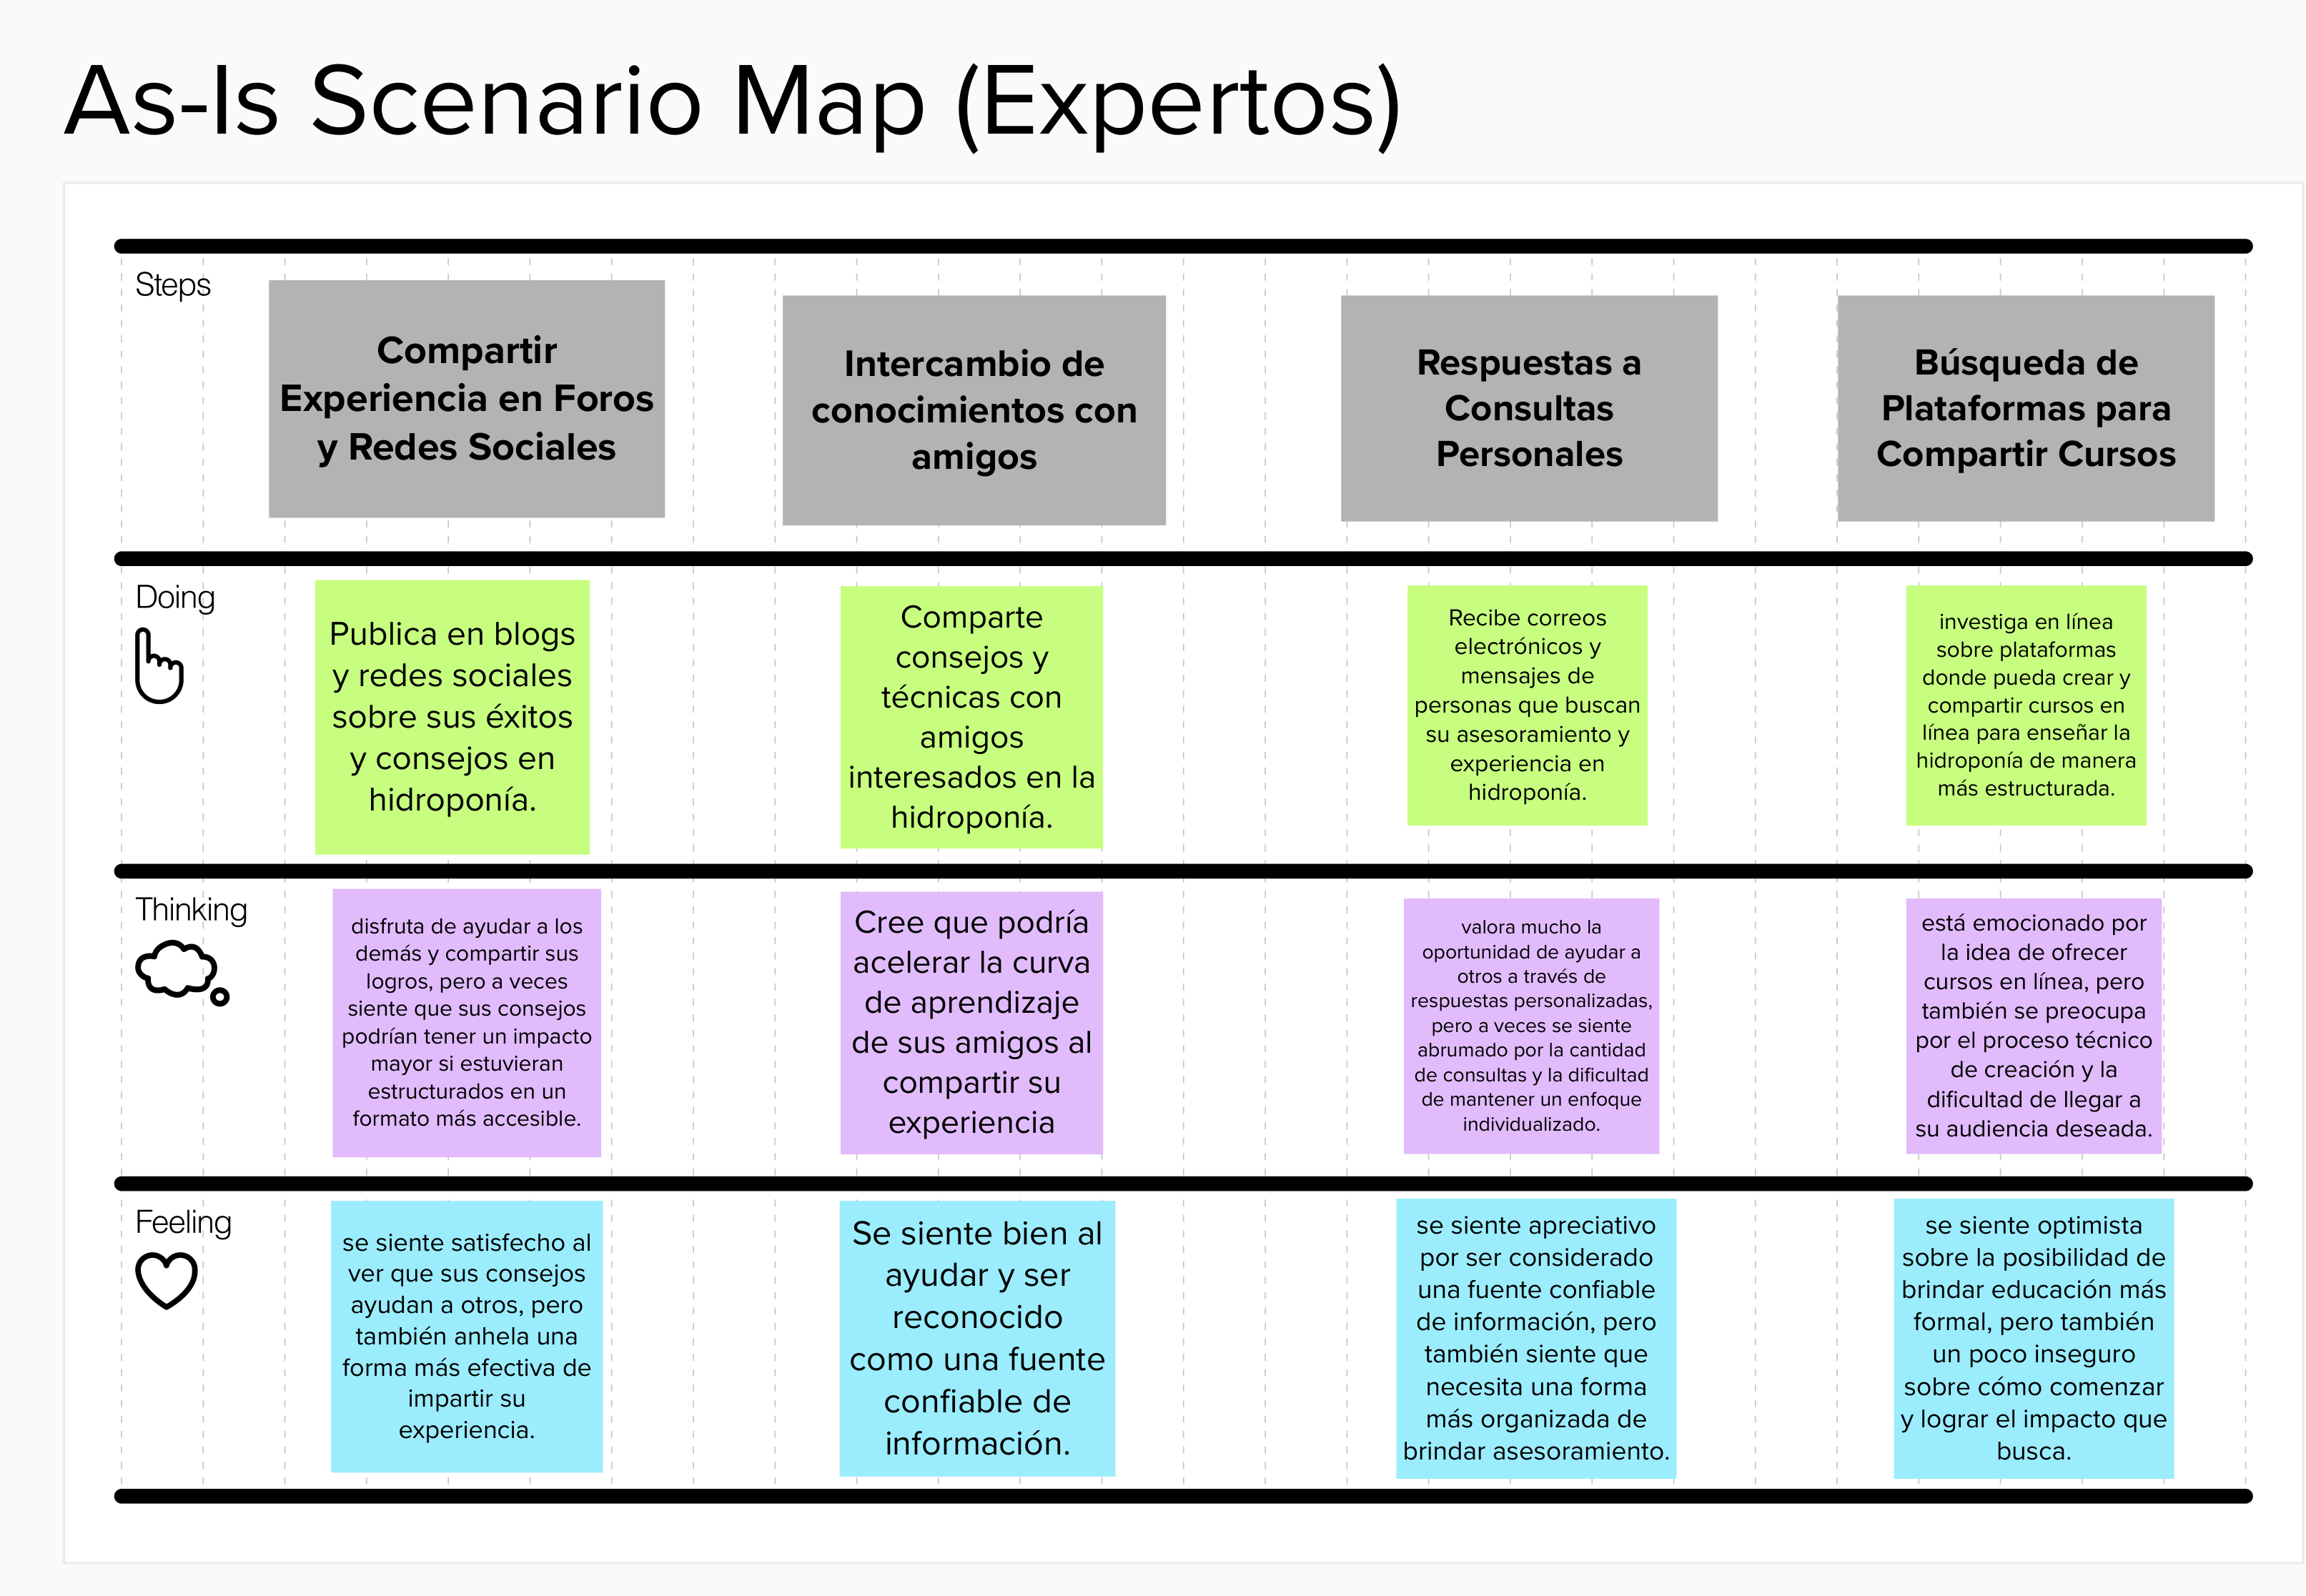 As-Is Scenario Map (Expertos)
Steps
Compartir
Experiencia en Foros
y Redes Sociales
Intercambio de
conocimientos con
amigos
Respuestas a
Consultas
Personales
Búsqueda de
Plataformas para
Compartir Cursos
Doing
Publica en blogs
y redes sociales
sobre sus éxitos
y consejos en
hidroponía.
Comparte
consejos y
técnicas con
amigos
interesados en la
hidroponía.
Recibe correos
electrónicos y
mensajes de
personas que buscan
su asesoramiento y
experiencia en
hidroponía.
investiga en línea
sobre plataformas
donde pueda crear y
compartir cursos en
línea para enseñar la
hidroponía de manera
más estructurada.
Thinking
disfruta de ayudar a los
demás y compartir sus
logros, pero a veces
siente que sus consejos
podrían tener un impacto
mayor si estuvieran
estructurados en un
formato más accesible.
Cree que podría
acelerar la curva
de aprendizaje
de sus amigos al
compartir su
experiencia
valora mucho la
oportunidad de ayudar a
otros a través de
respuestas personalizadas,
pero a veces se siente
abrumado por la cantidad
de consultas y la dificultad
de mantener un enfoque
individualizado.
está emocionado por
la idea de ofrecer
cursos en línea, pero
también se preocupa
por el proceso técnico
de creación y la
dificultad de llegar a
su audiencia deseada.
Feeling
se siente satisfecho al
ver que sus consejos
ayudan a otros, pero
también anhela una
forma más efectiva de
impartir su
experiencia.
Se siente bien al
ayudar y ser
reconocido
como una fuente
confiable de
información.
se siente apreciativo
por ser considerado
una fuente confiable
de información, pero
también siente que
necesita una forma
más organizada de
brindar asesoramiento.
se siente optimista
sobre la posibilidad de
brindar educación más
formal, pero también
un poco inseguro
sobre cómo comenzar
y lograr el impacto que
busca.